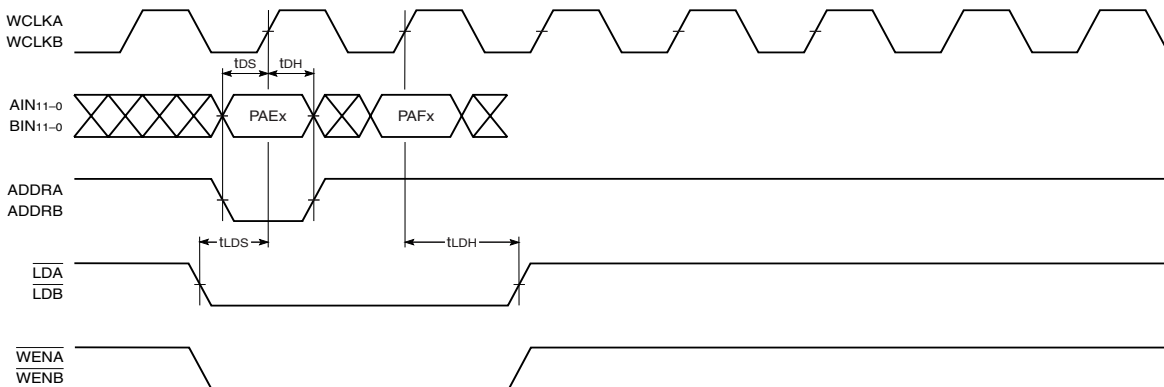 WCLKA
WCLKB
tDS
tDH
AIN11–0
BIN11–0
PAEx
PAFx
ADDRA
ADDRB
tLDS
tLDH
LDA
LDB
WENA
WENB